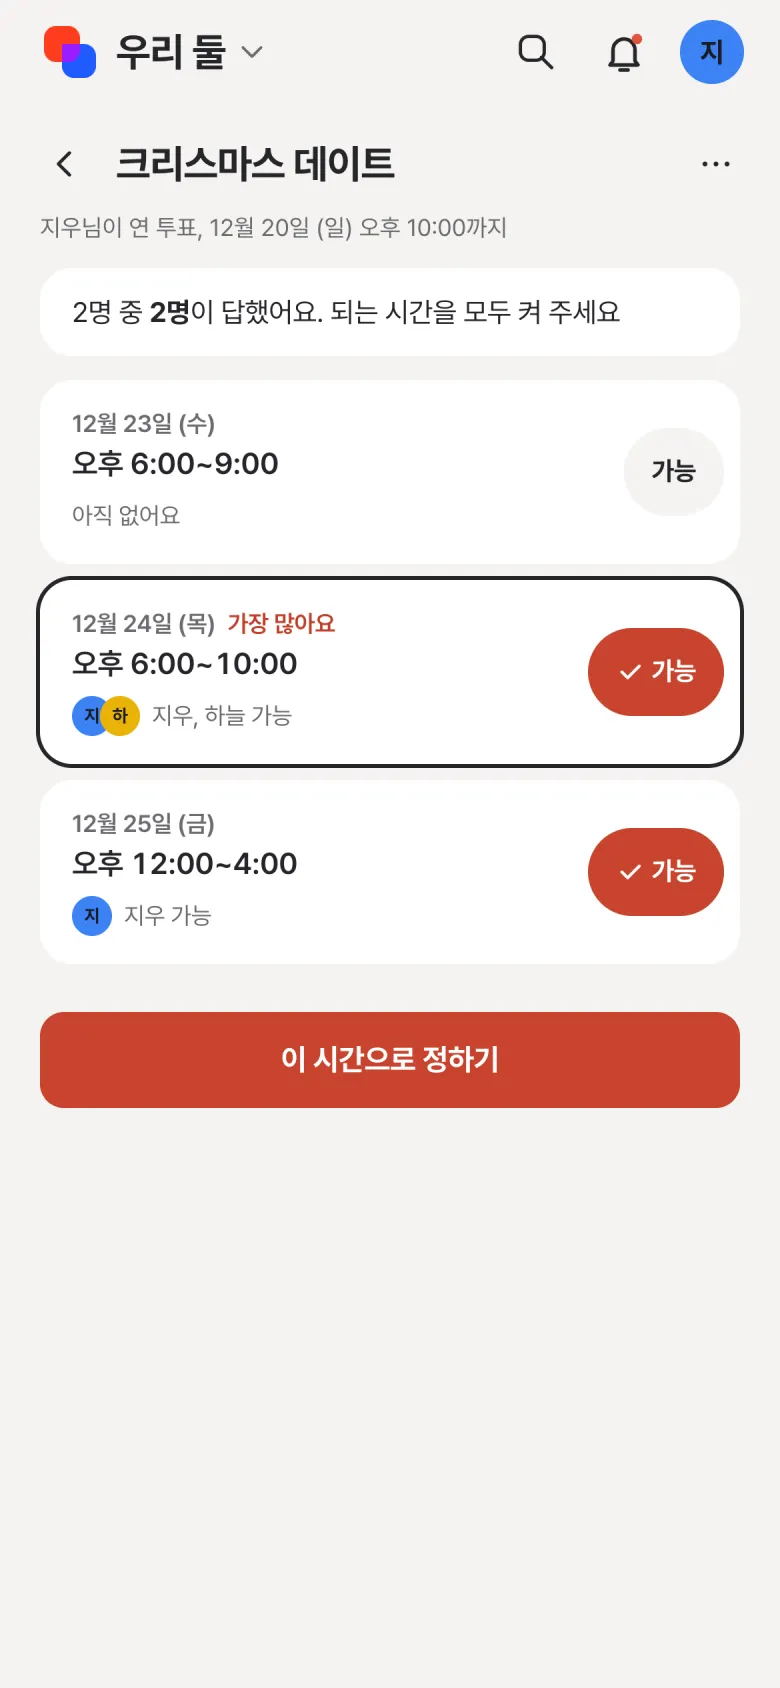 우리 둘
지
크리스마스 데이트
지우님이 연 투표, 12월 20일 (일) 오후 10:00까지
2명 중 2명이 답했어요. 되는 시간을 모두 켜 주세요
12월 23일 (수)
오후 6:00~9:00
아직 없어요
가능
12월 24일 (목) 가장 많아요
오후 6:00~10:00
지 하 지우, 하늘 가능
가능
12월 25일 (금)
오후 12:00~4:00
지 지우 가능
가능
이 시간으로 정하기